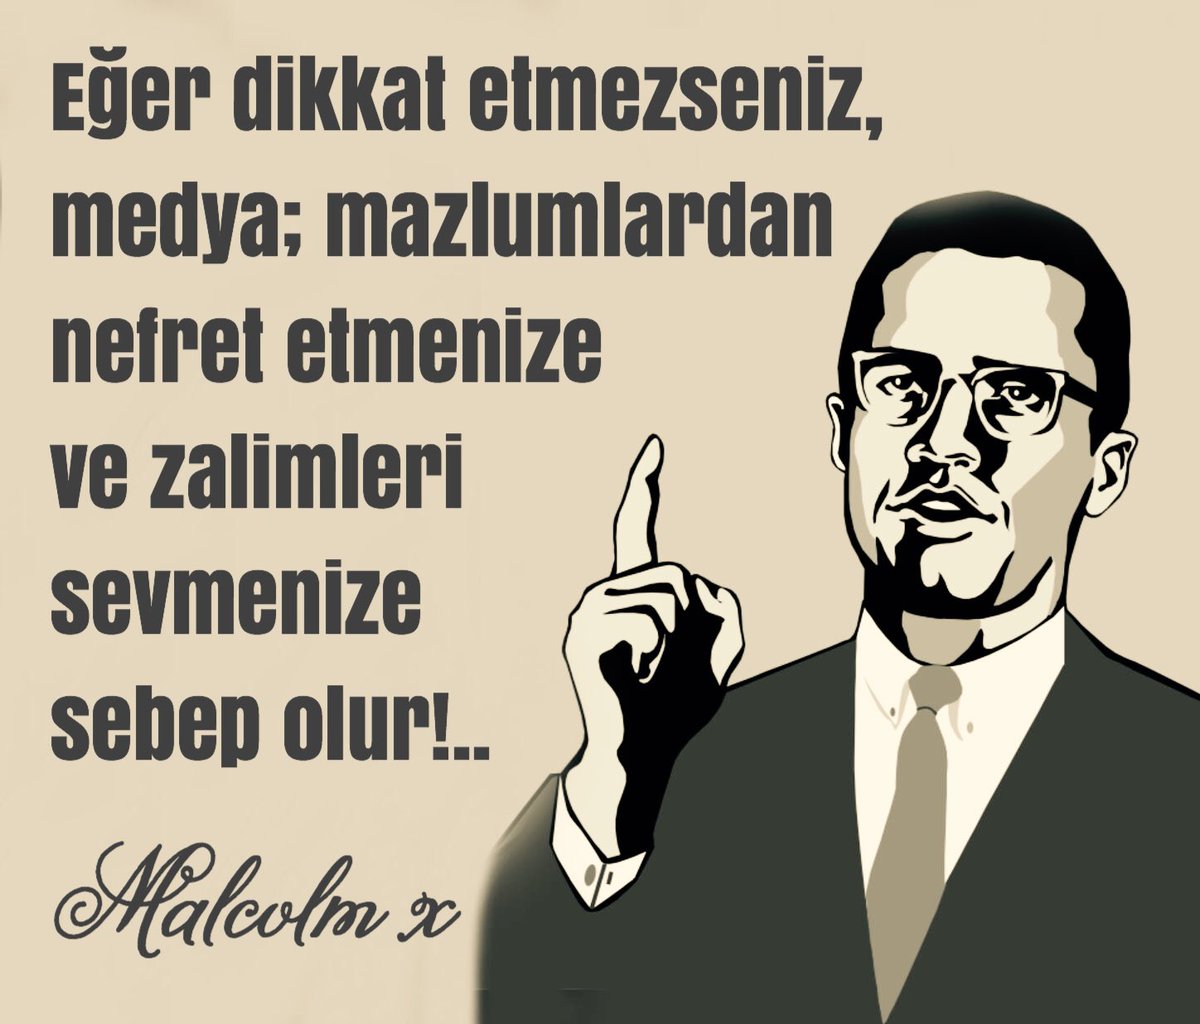 Eğer dikkat etmezseniz,
medya; mazlumlardan
nefret etmenize
ve zalimleri
sevmenize
sebep olur!..
Malcolm x